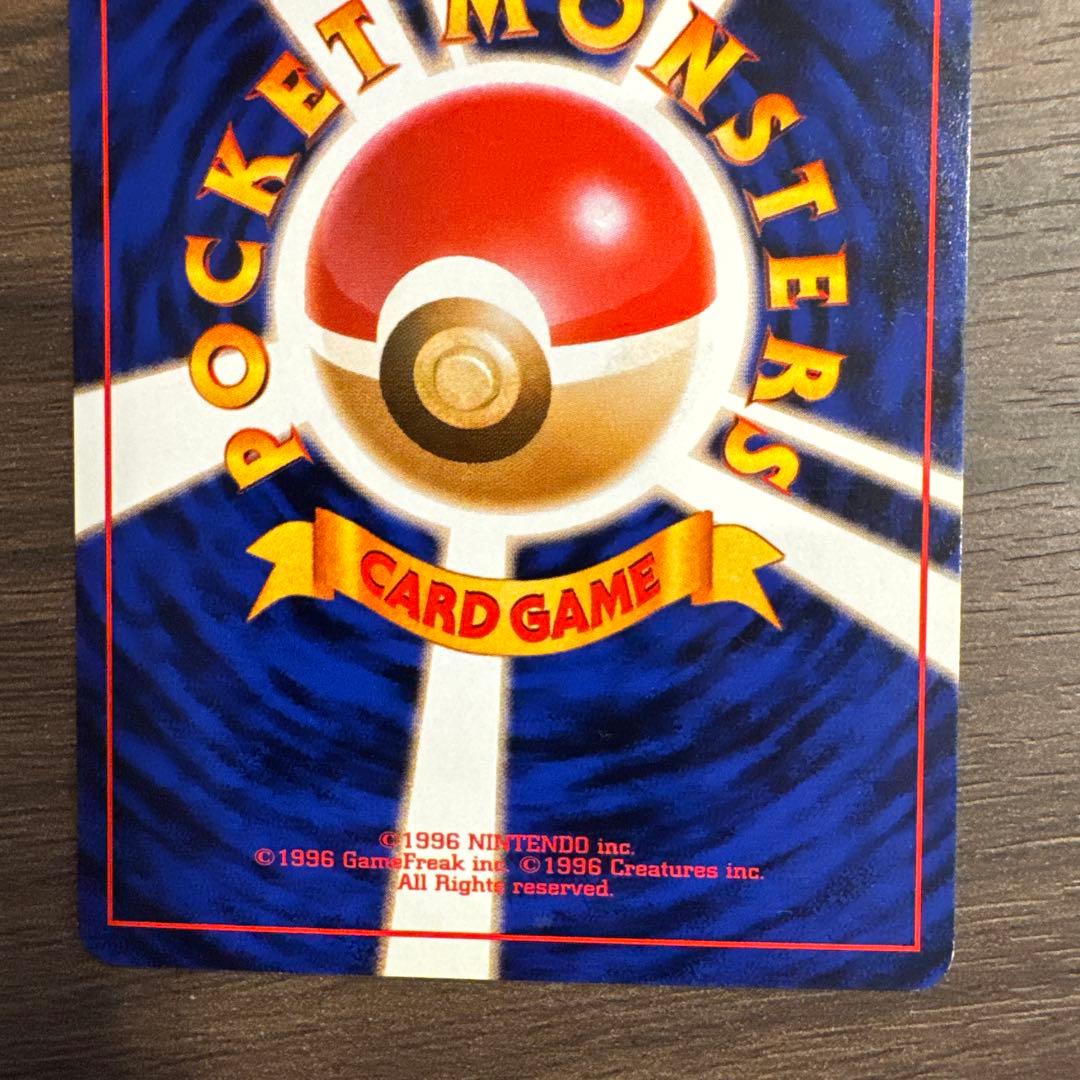 POCKET MONSTERS
CARD GAME
©1996 NINTENDO inc.
©1996 GameFreak inc. ©1996 Creatures inc.
All Rights reserved.